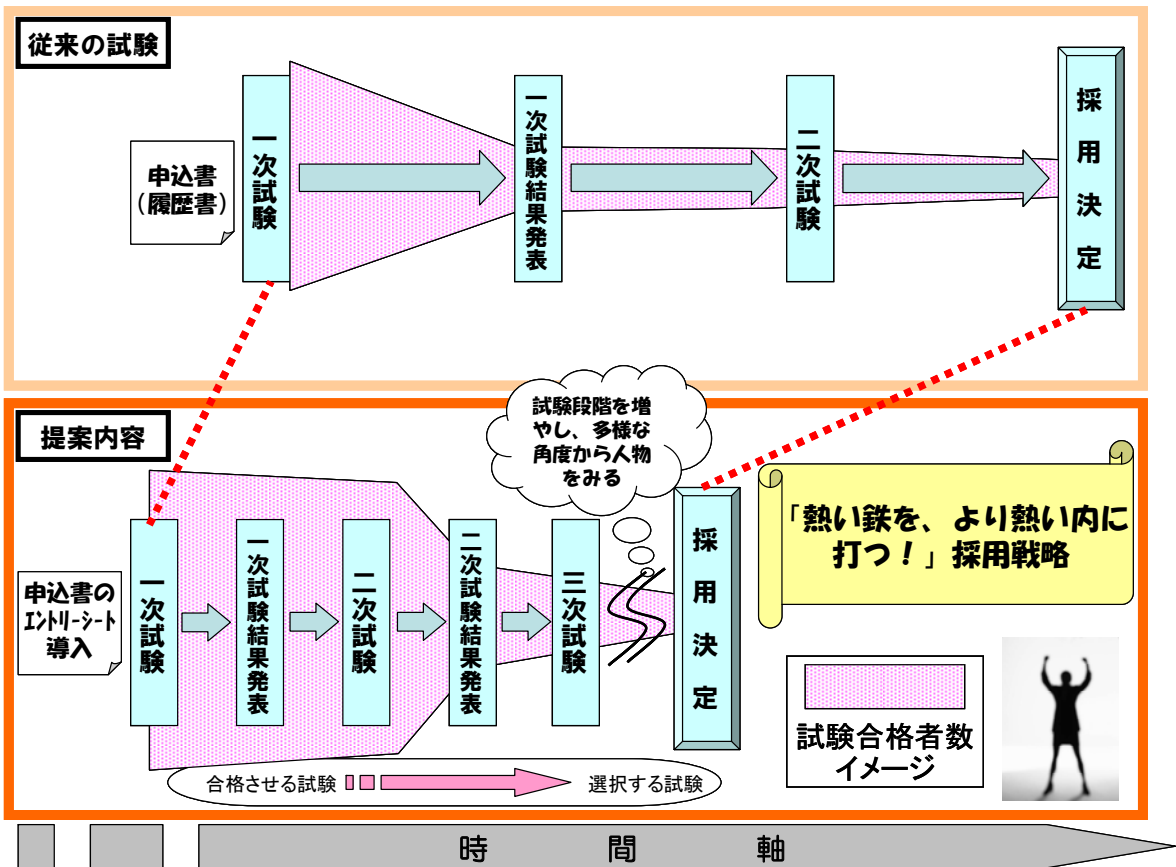 従来の試験
申込書
（履歴書）
一次試験
一次試験結果発表
二次試験
採用決定
提案内容
試験段階を増
やし、多様な
角度から人物
をみる
申込書の
ｴﾝﾄﾘｰｼｰﾄ
導入
一次試験
一次試験結果発表
二次試験
二次試験結果発表
三次試験
採用決定
「熱い鉄を、より熱い内に
打つ！」採用戦略
試験合格者数
イメージ
合格させる試験
選択する試験
時間軸